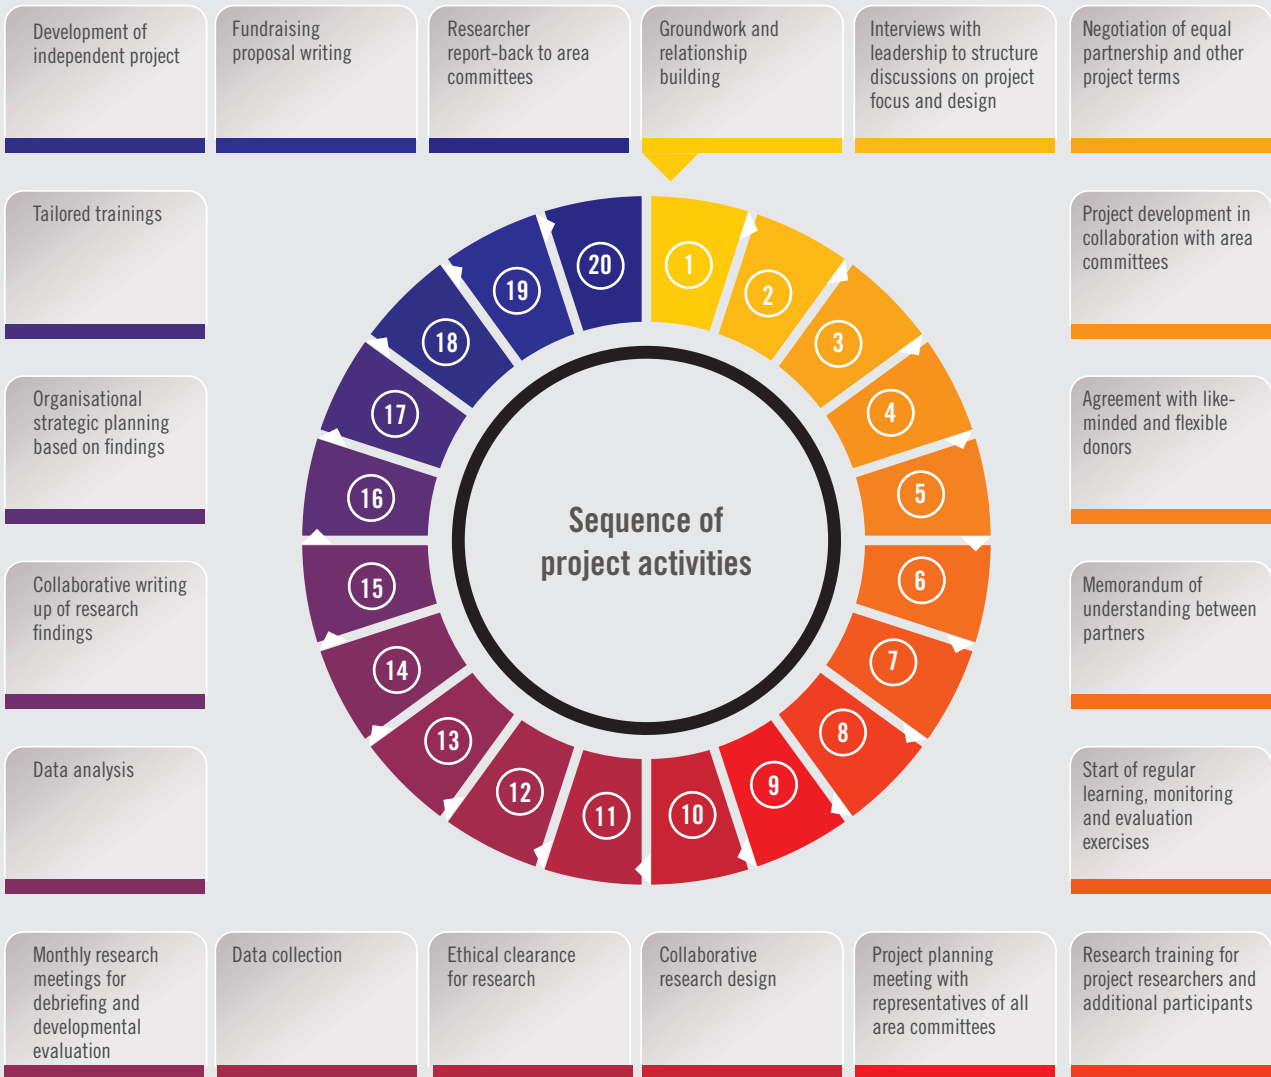 Development of
independent project
Fundraising
proposal writing
Researcher
report-back to area
committees
Groundwork and
relationship
building
Interviews with
leadership to structure
discussions on project
focus and design
Negotiation of equal
partnership and other
project terms
Tailored trainings
Project development in
collaboration with area
committees
Organisational
strategic planning
based on findings
Agreement with like-
minded and flexible
donors
Collaborative writing
up of research
findings
Memorandum of
understanding between
partners
Data analysis
Start of regular
learning, monitoring
and evaluation
exercises
Monthly research
meetings for
debriefing and
developmental
evaluation
Data collection
Ethical clearance
for research
Collaborative
research design
Project planning
meeting with
representatives of all
area committees
Research training for
project researchers and
additional participants
1
2
3
4
5
6
7
8
9
10
11
12
13
14
15
16
17
18
19
20
Sequence of
project activities